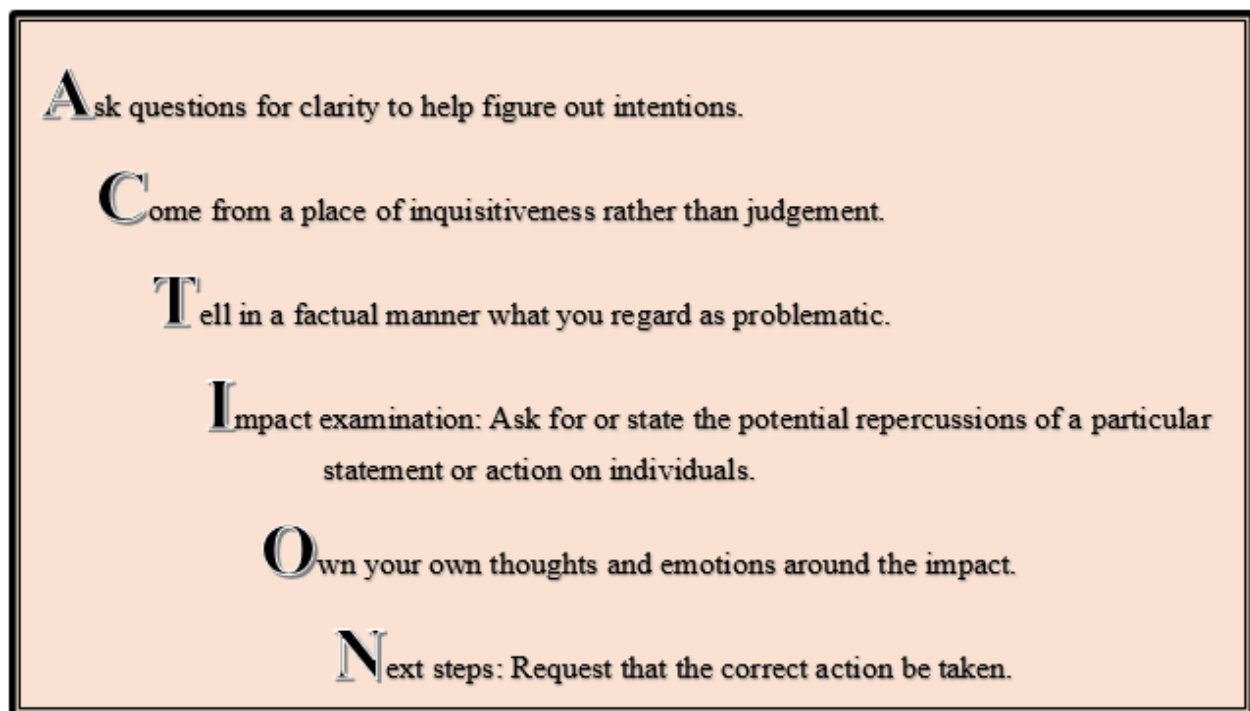 Ask questions for clarity to help figure out intentions.
Come from a place of inquisitiveness rather than judgement.
Tell in a factual manner what you regard as problematic.
Impact examination: Ask for or state the potential repercussions of a particular
statement or action on individuals.
Own your own thoughts and emotions around the impact.
Next steps: Request that the correct action be taken.